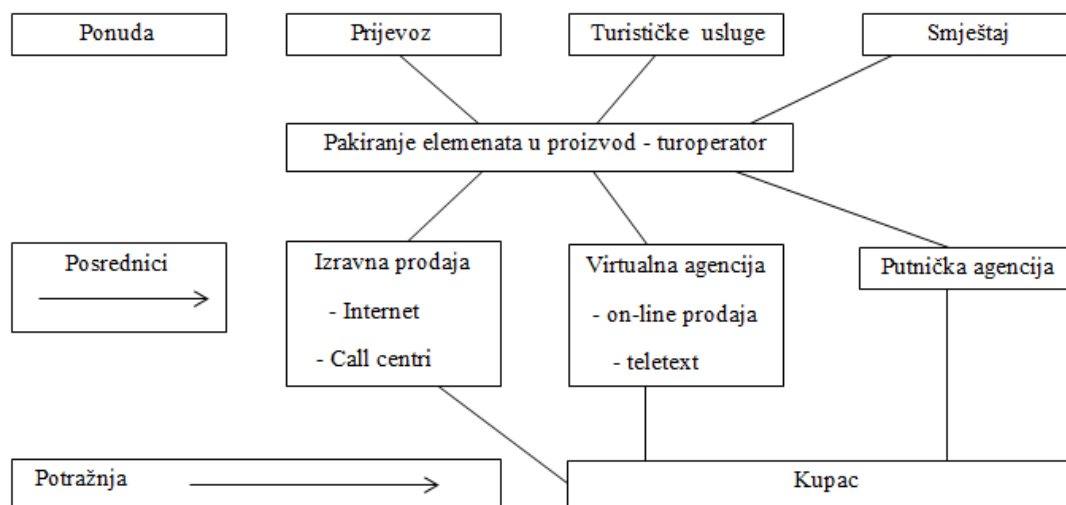 Ponuda
Prijevoz
Turističke usluge
Smještaj
Pakiranje elemenata u proizvod - turoperator
Posrednici
Izravna prodaja
- Internet
- Call centri
Virtualna agencija
- on-line prodaja
- teletext
Putnička agencija
Potražnja
Kupac